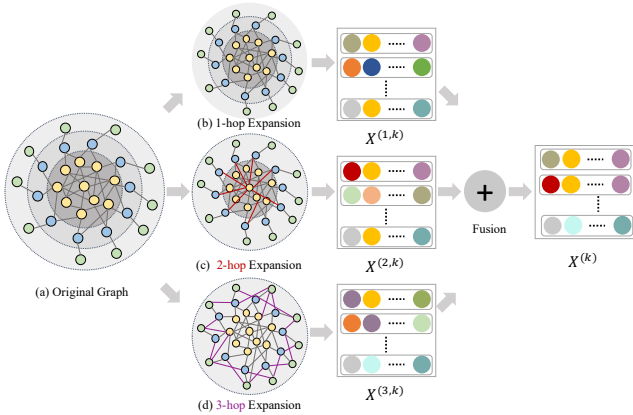 (b) 1-hop Expansion
X^{(1,k)}
(a) Original Graph
(c) 2-hop Expansion
X^{(2,k)}
+
Fusion
X^{(k)}
(d) 3-hop Expansion
X^{(3,k)}